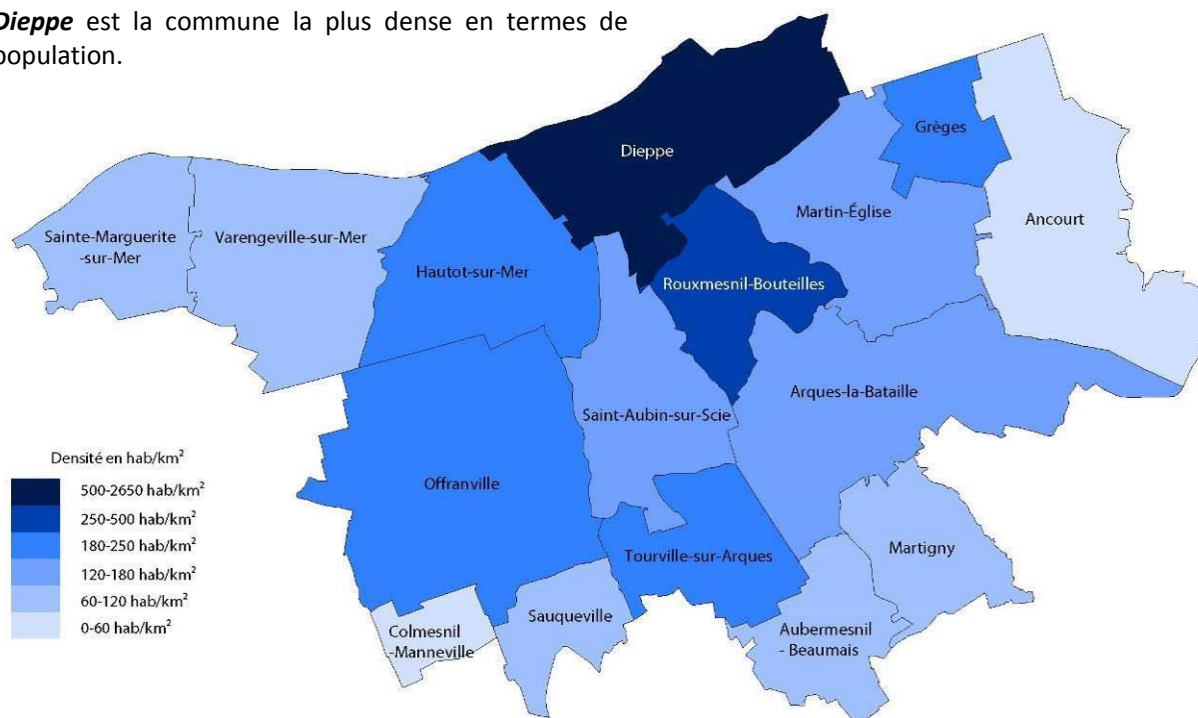 Dieppe est la commune la plus dense en termes de
population.
Dieppe
Grèges
Martin-Église
Ancourt
Sainte-Marguerite
-sur-Mer
Varengeville-sur-Mer
Hautot-sur-Mer
Rouxmesnil-Bouteilles
Arques-la-Bataille
Saint-Aubin-sur-Scie
Offranville
Tourville-sur-Arques
Martigny
Sauqueville
Colmesnil
-Manneville
Aubermesnil
- Beaumais
Densité en hab/km²
500-2650 hab/km²
250-500 hab/km²
180-250 hab/km²
120-180 hab/km²
60-120 hab/km²
0-60 hab/km²